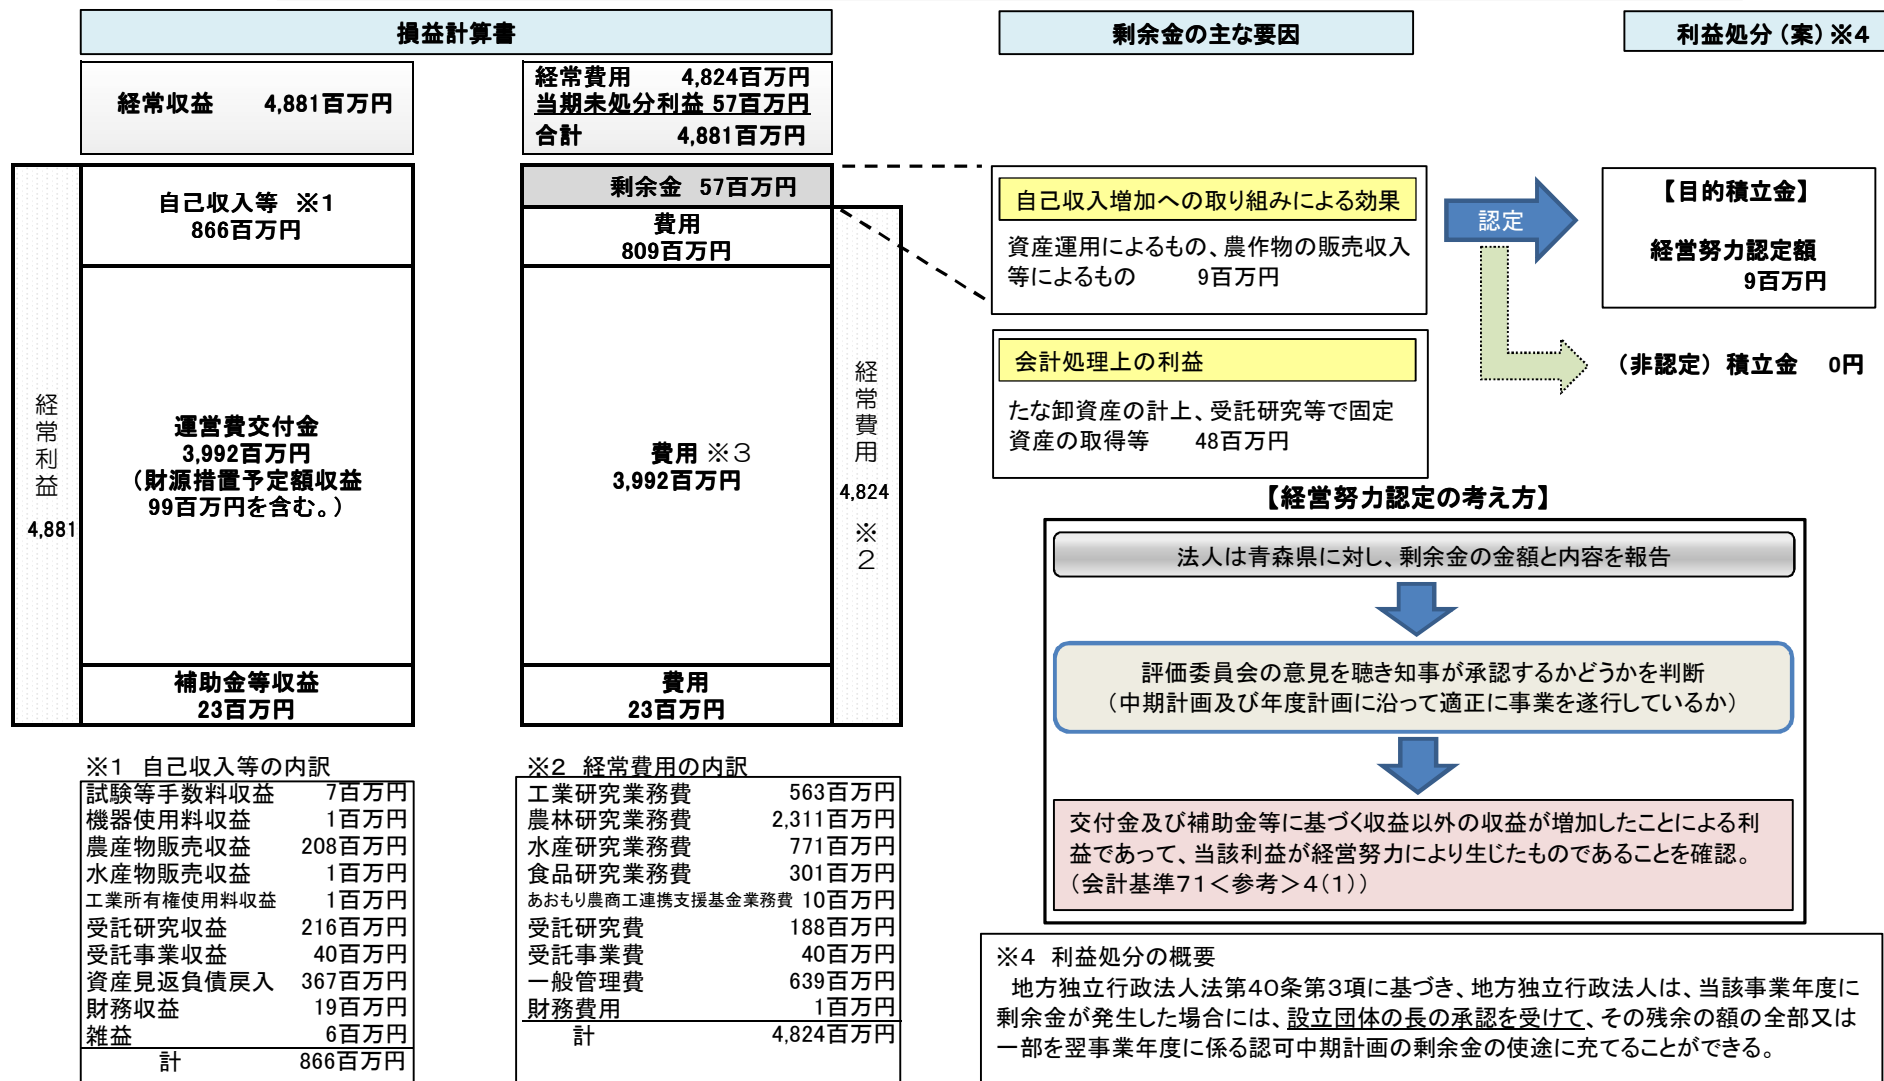 損益計算書
経常収益 4,881百万円
経常費用 4,824百万円
当期未処分利益 57百万円
合計 4,881百万円
経常利益
4,881
自己収入等 ※1
866百万円
運営費交付金
3,992百万円
(財源措置予定額収益
99百万円を含む。)
補助金等収益
23百万円
剰余金 57百万円
費用
809百万円
費用 ※3
3,992百万円
費用
23百万円
経常費用
4,824
※2
※1 自己収入等の内訳
試験等手数料収益 7百万円
機器使用料収益 1百万円
農産物販売収益 208百万円
水産物販売収益 1百万円
工業所有権使用料収益 1百万円
受託研究収益 216百万円
受託事業収益 40百万円
資産見返負債戻入 367百万円
財務収益 19百万円
雑益 6百万円
計 866百万円
※2 経常費用の内訳
工業研究業務費 563百万円
農林研究業務費 2,311百万円
水産研究業務費 771百万円
食品研究業務費 301百万円
あおもり農商工連携支援基金業務費 10百万円
受託研究費 188百万円
受託事業費 40百万円
一般管理費 639百万円
財務費用 1百万円
計 4,824百万円
剰余金の主な要因
自己収入増加への取り組みによる効果
資産運用によるもの、農作物の販売収入
等によるもの 9百万円
会計処理上の利益
たな卸資産の計上、受託研究等で固定
資産の取得等 48百万円
認定
利益処分(案)※4
【目的積立金】
経営努力認定額
9百万円
(非認定)積立金 0円
【経営努力認定の考え方】
法人は青森県に対し、剰余金の金額と内容を報告
評価委員会の意見を聴き知事が承認するかどうかを判断
(中期計画及び年度計画に沿って適正に事業を遂行しているか)
交付金及び補助金等に基づく収益以外の収益が増加したことによる利
益であって、当該利益が経営努力により生じたものであることを確認。
(会計基準71<参考>4(1))
※4 利益処分の概要
地方独立行政法人法第40条第3項に基づき、地方独立行政法人は、当該事業年度に
剰余金が発生した場合には、設立団体の長の承認を受けて、その残余の額の全部又は
一部を翌事業年度に係る認可中期計画の剰余金の使途に充てることができる。